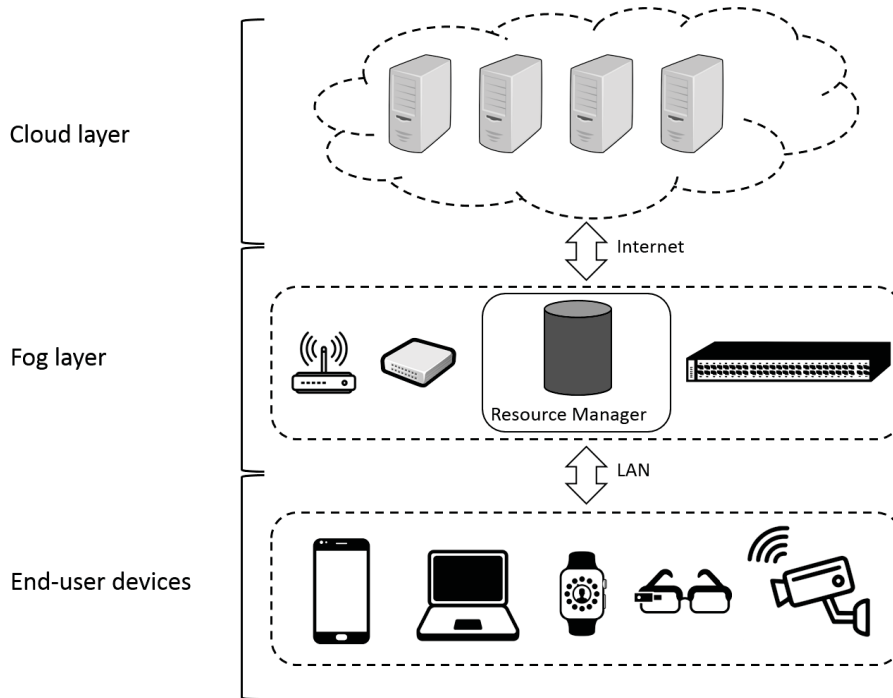 Cloud layer
Internet
Fog layer
Resource Manager
LAN
End-user devices